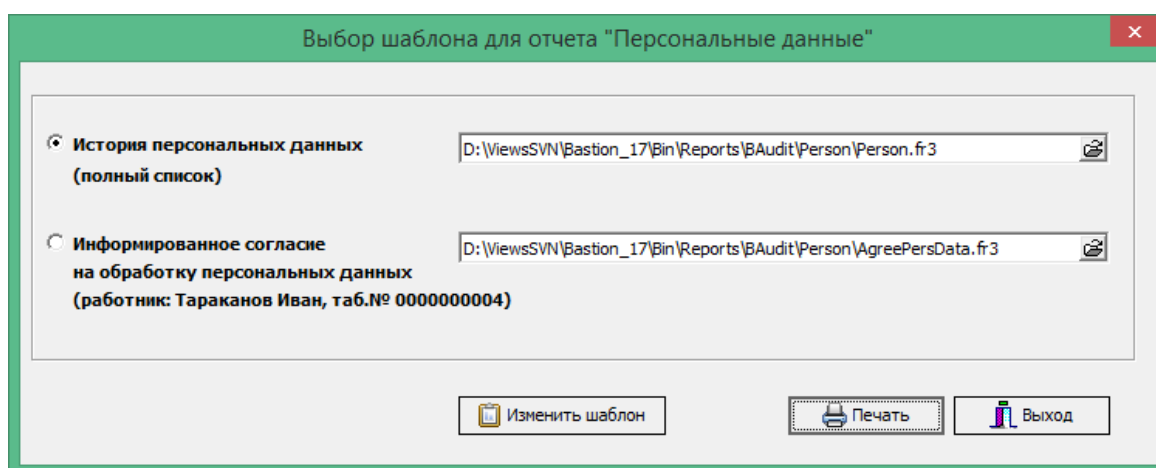 Выбор шаблона для отчета "Персональные данные"
История персональных данных
(полный список)
D:\ViewsSVN\Bastion_17\Bin\Reports\BAudit\Person\Person.fr3
Информированное согласие
на обработку персональных данных
(работник: Тараканов Иван, таб.№ 0000000004)
D:\ViewsSVN\Bastion_17\Bin\Reports\BAudit\Person\AgreePersData.fr3
Изменить шаблон
Печать
Выход